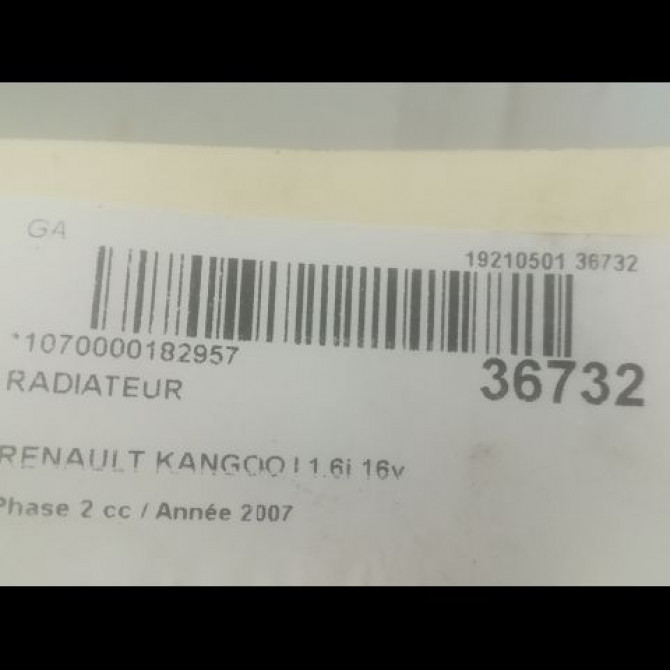 GA
19210501 36732
*1070000182957
36732
RADIATEUR
RENAULT KANGOO I 1.6i 16v
Phase 2 cc / Année 2007